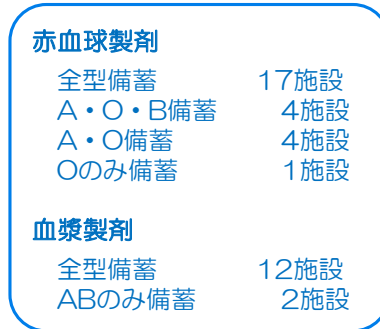 赤血球製剤
全型備蓄 17施設
A・O・B備蓄 4施設
A・O備蓄 4施設
Oのみ備蓄 1施設
血漿製剤
全型備蓄 12施設
ABのみ備蓄 2施設